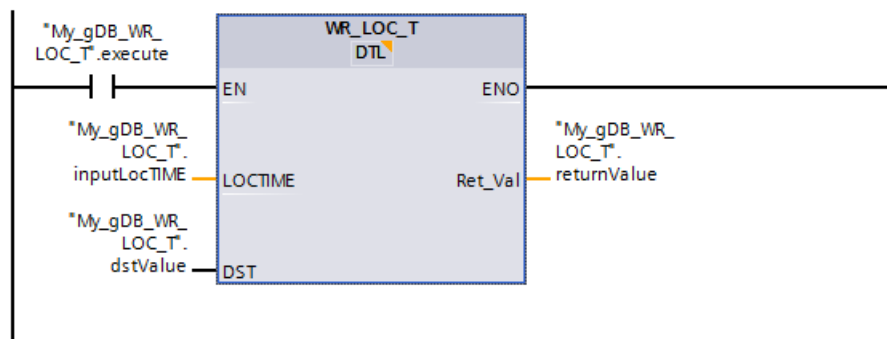 "My_gDB_WR_
LOC_T".execute
WR_LOC_T
DTL
EN
ENO
"My_gDB_WR_
LOC_T".
inputLocTIME
LOCTIME
Ret_Val
"My_gDB_WR_
LOC_T".
returnValue
"My_gDB_WR_
LOC_T".
dstValue
DST